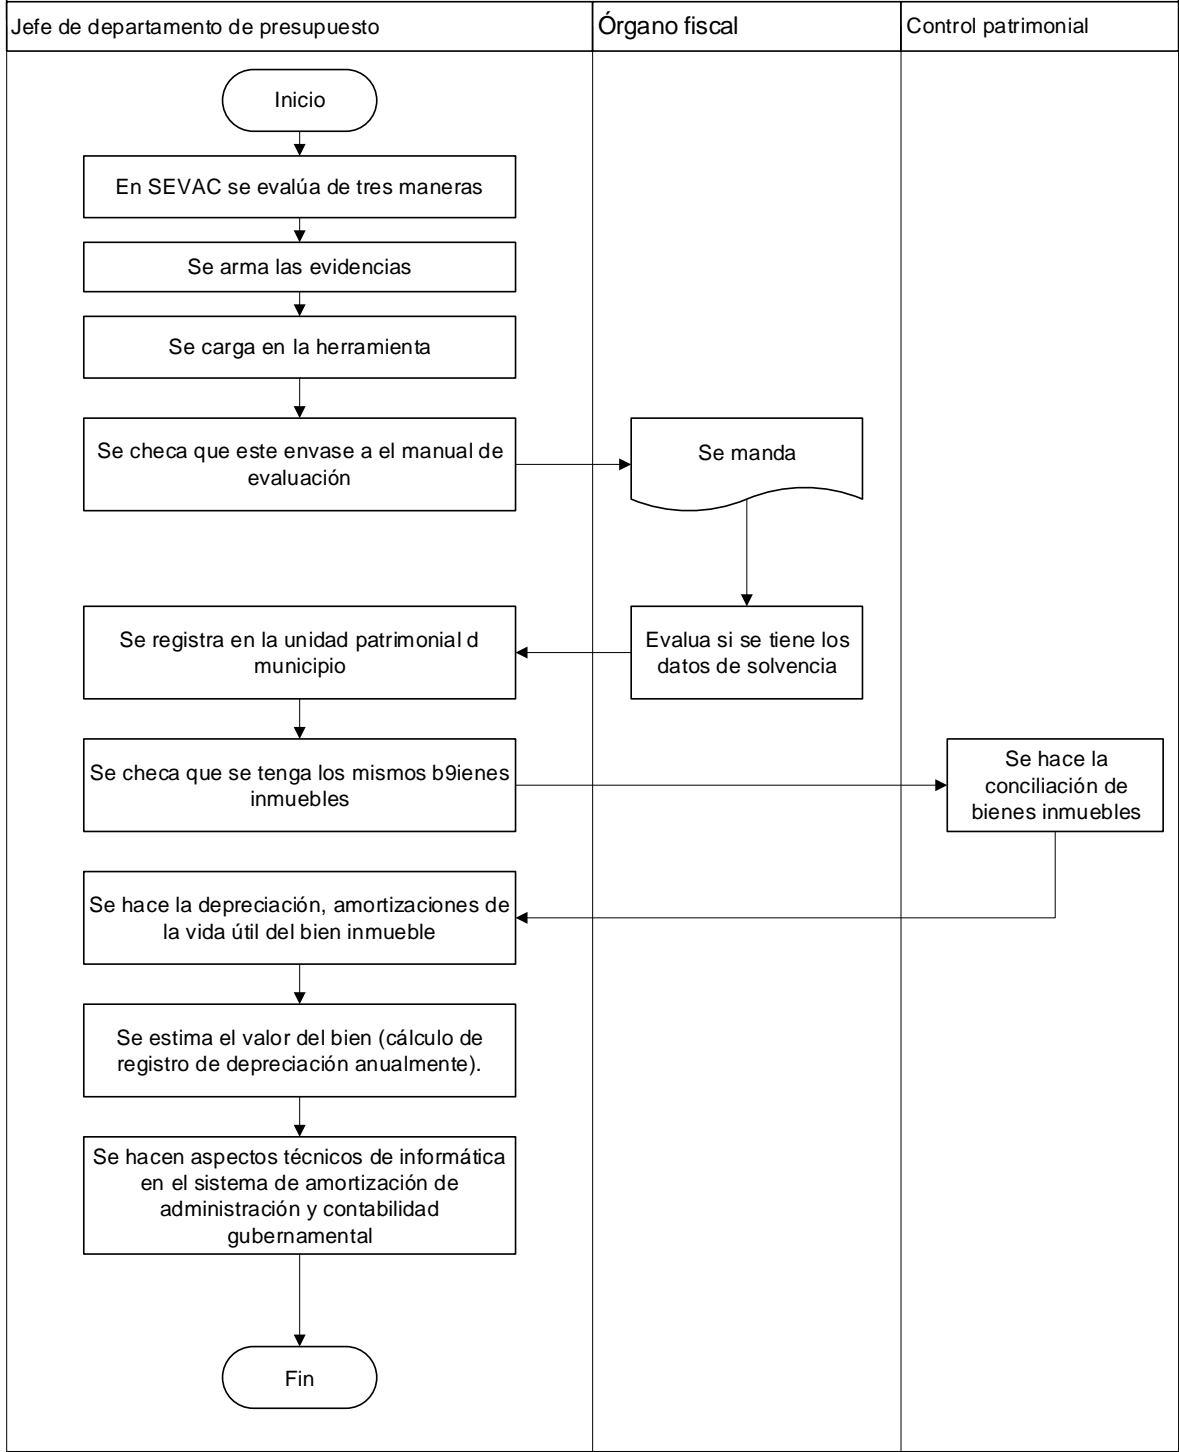 Jefe de departamento de presupuesto
Órgano fiscal
Control patrimonial
Inicio
En SEVAC se evalúa de tres maneras
Se arma las evidencias
Se carga en la herramienta
Se checa que este envase a el manual de
evaluación
Se manda
Evalua si se tiene los
datos de solvencia
Se registra en la unidad patrimonial d
municipio
Se checa que se tenga los mismos b9ienes
inmuebles
Se hace la
conciliación de
bienes inmuebles
Se hace la depreciación, amortizaciones de
la vida útil del bien inmueble
Se estima el valor del bien (cálculo de
registro de depreciación anualmente).
Se hacen aspectos técnicos de informática
en el sistema de amortización de
administración y contabilidad
gubernamental
Fin